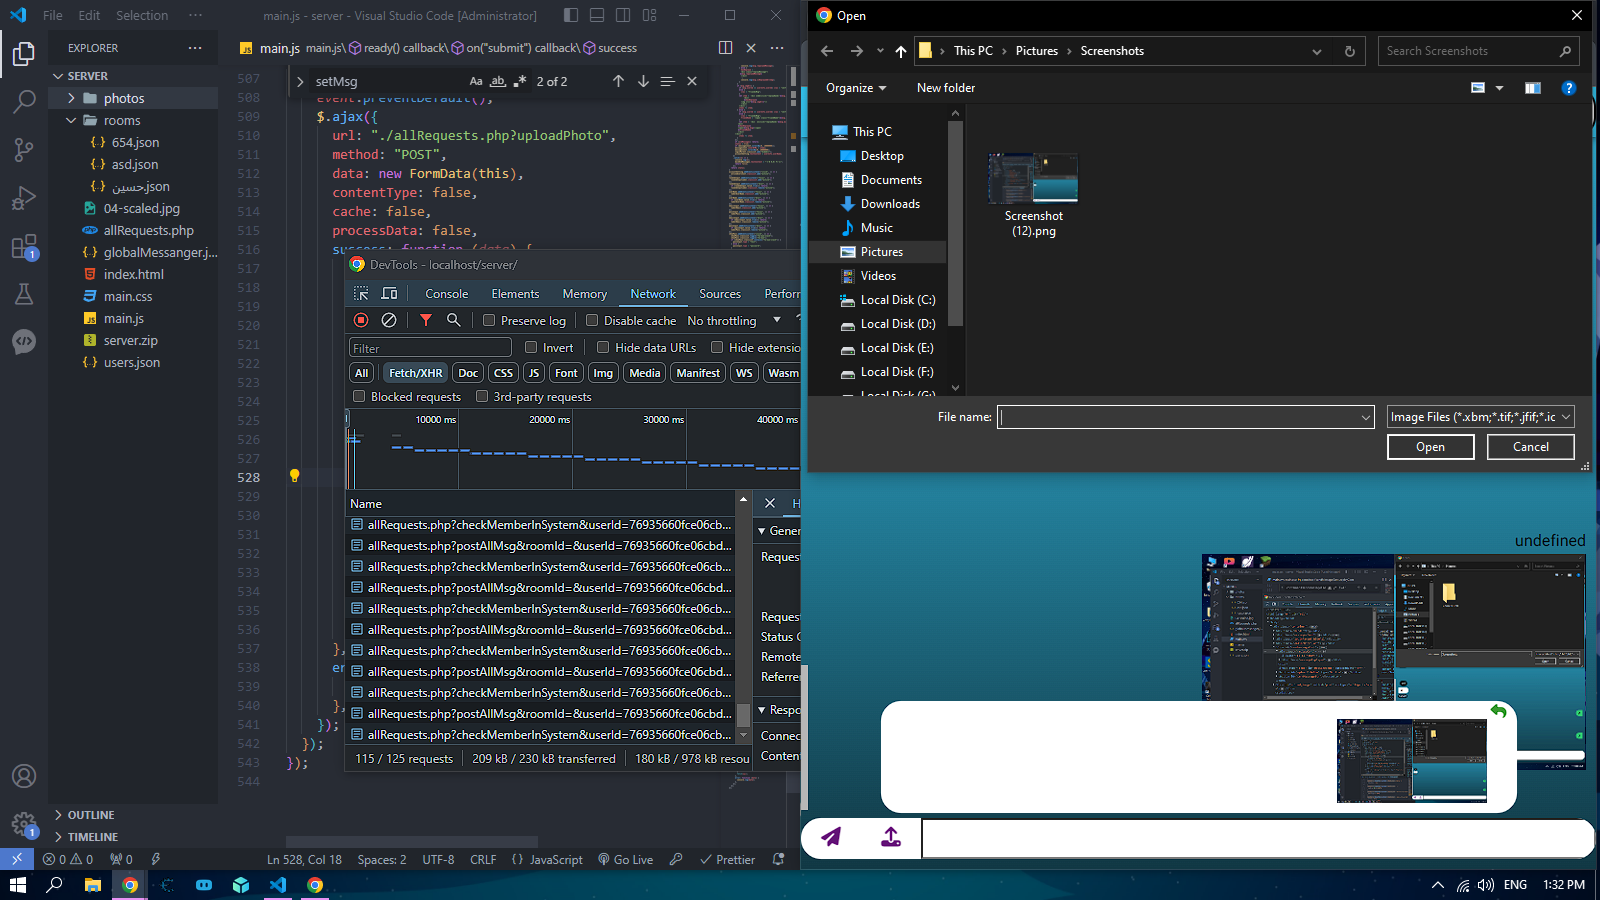 File Edit Selection ··· main.js - server - Visual Studio Code [Administrator]
EXPLORER ···
SERVER
photos
rooms
654.json
asd.json
حسين.json
04-scaled.jpg
allRequests.php
globalMessanger.j...
index.html
main.css
main.js
server.zip
users.json
OUTLINE
TIMELINE
1
1
main.js main.js\ ready() callback\ on("submit") callback\ success
setMsg Aa ab 2 of 2
507
508 event.preventDefault();
509 $.ajax({
510 url: "./allRequests.php?uploadPhoto",
511 method: "POST",
512 data: new FormData(this),
513 contentType: false,
514 cache: false,
515 processData: false,
516 success: function (data) {
517
518
519
520
521
522
523
524
525
526
527
528
529
530
531
532
533
534
535
536
537 },
538 er
539
540 },
541 });
542 });
543 });
544
DevTools - localhost/server/
Console Elements Memory Network Sources Perforr
Preserve log Disable cache No throttling
Filter Invert Hide data URLs Hide extensio
All Fetch/XHR Doc CSS JS Font Img Media Manifest WS Wasm
Blocked requests 3rd-party requests
10000 ms 20000 ms 30000 ms 40000 ms
Name
allRequests.php?checkMemberInSystem&userId=76935660fce06cb...
allRequests.php?postAllMsg&roomId=&userId=76935660fce06cbd...
allRequests.php?checkMemberInSystem&userId=76935660fce06cb...
allRequests.php?postAllMsg&roomId=&userId=76935660fce06cbd...
allRequests.php?checkMemberInSystem&userId=76935660fce06cb...
allRequests.php?postAllMsg&roomId=&userId=76935660fce06cbd...
allRequests.php?checkMemberInSystem&userId=76935660fce06cb...
allRequests.php?postAllMsg&roomId=&userId=76935660fce06cbd...
allRequests.php?checkMemberInSystem&userId=76935660fce06cb...
allRequests.php?postAllMsg&roomId=&userId=76935660fce06cbd...
allRequests.php?checkMemberInSystem&userId=76935660fce06cb...
115 / 125 requests 209 kB / 230 kB transferred 180 kB / 978 kB resou
H
Gener
Request
Request
Status C
Remote
Referrer
Respo
Connec
Content
0 0 0 Ln 528, Col 18 Spaces: 2 UTF-8 CRLF {} JavaScript Go Live Prettier
Open
This PC Pictures Screenshots
Search Screenshots
Organize New folder
This PC
Desktop
Documents
Downloads
Music
Pictures
Videos
Local Disk (C:)
Local Disk (D:)
Local Disk (E:)
Local Disk (F:)
Local Disk (G:)
Screenshot
(12).png
File name: Image Files (*.xbm;*.tif;*.jfif;*.ic
Open Cancel
undefined
ENG 1:32 PM